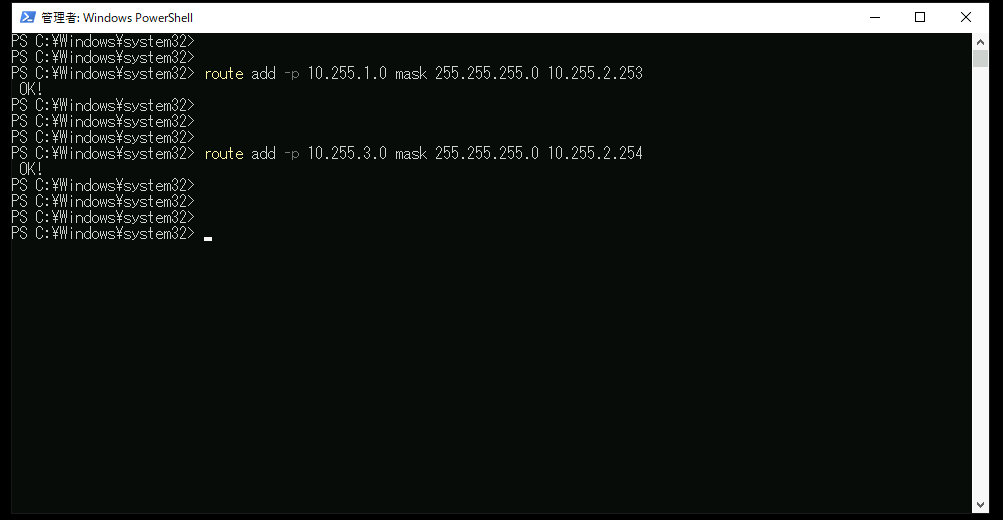 管理者: Windows PowerShell
PS C:¥Windows¥system32>
PS C:¥Windows¥system32>
PS C:¥Windows¥system32> route add -p 10.255.1.0 mask 255.255.255.0 10.255.2.253
OK!
PS C:¥Windows¥system32>
PS C:¥Windows¥system32>
PS C:¥Windows¥system32>
PS C:¥Windows¥system32> route add -p 10.255.3.0 mask 255.255.255.0 10.255.2.254
OK!
PS C:¥Windows¥system32>
PS C:¥Windows¥system32>
PS C:¥Windows¥system32>
PS C:¥Windows¥system32>